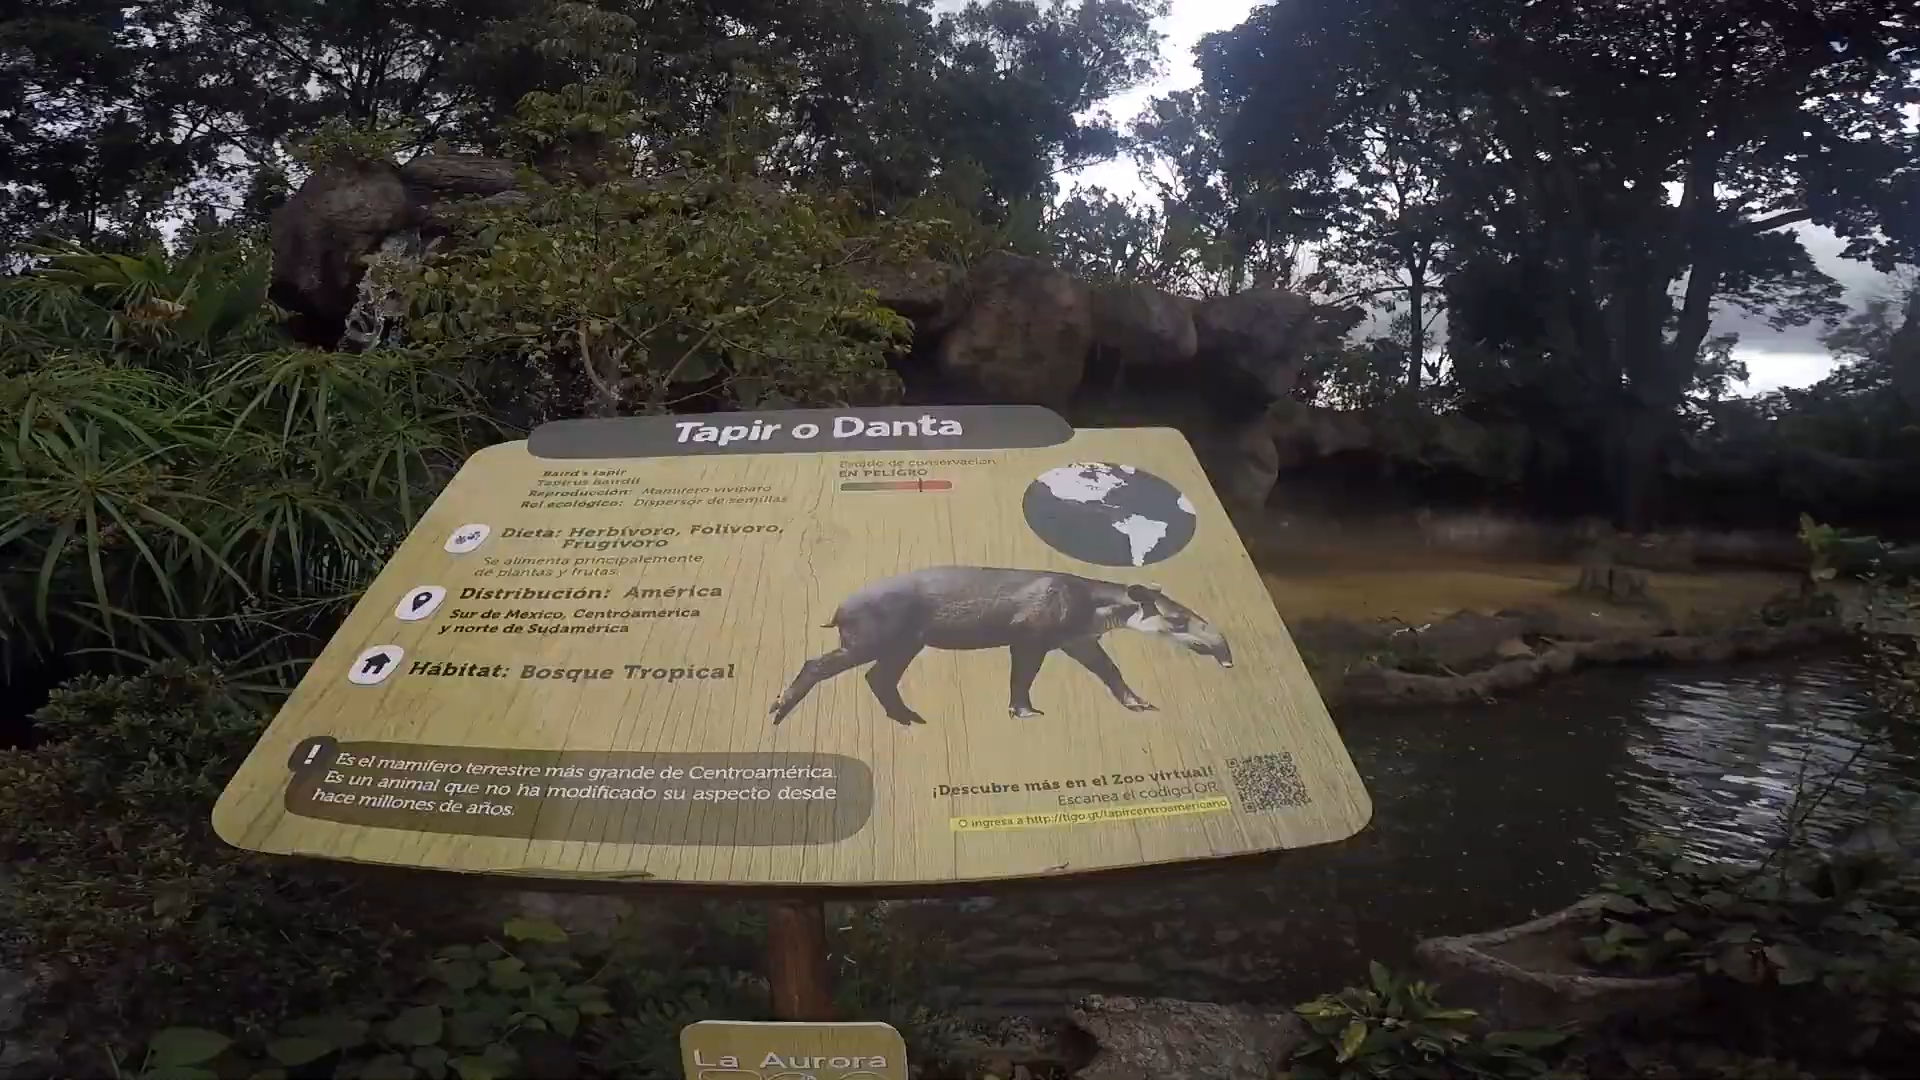 Tapir o Danta
Baird's tapir
Tapirus bairdii
Reproducción: Mamífero vivíparo
Rol ecológico: Dispersor de semillas
Estado de conservación
EN PELIGRO
Dieta: Herbívoro, Folívoro,
Frugívoro
Se alimenta principalemente
de plantas y frutas.
Distribución: América
Sur de México, Centroamérica
y norte de Sudamérica
Hábitat: Bosque Tropical
! Es el mamífero terrestre más grande de Centroamérica.
Es un animal que no ha modificado su aspecto desde
hace millones de años.
¡Descubre más en el Zoo virtual!
Escanea el código QR
O ingresa a http://tigo.gt/tapircentroamericano
La Aurora